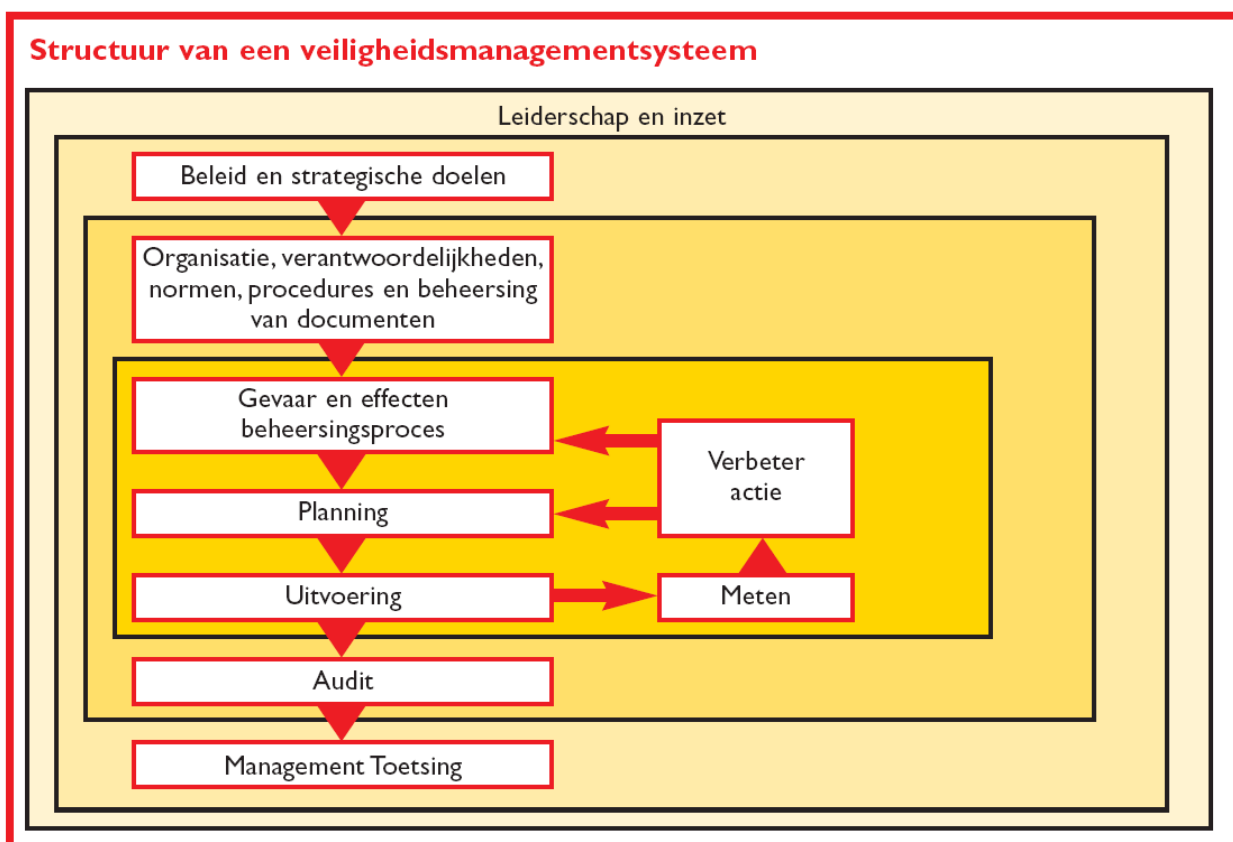 Structuur van een veiligheidsmanagementsysteem
Leiderschap en inzet
Beleid en strategische doelen
Organisatie, verantwoordelijkheden,
normen, procedures en beheersing
van documenten
Gevaar en effecten
beheersingsproces
Verbeter
actie
Planning
Uitvoering
Meten
Audit
Management Toetsing